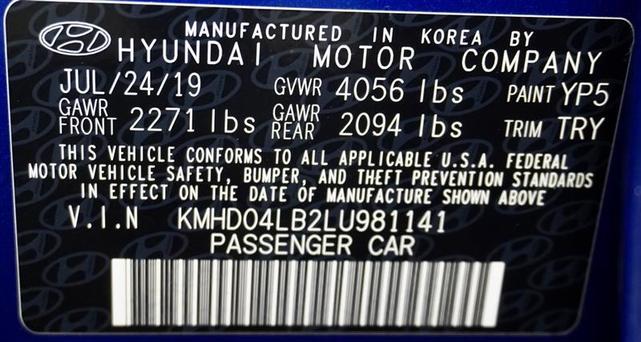 MANUFACTURED IN KOREA BY
HYUNDAI MOTOR COMPANY
JUL/24/19 GVWR 4056 lbs PAINT YP5
GAWR FRONT 2271 lbs GAWR REAR 2094 lbs TRIM TRY
THIS VEHICLE CONFORMS TO ALL APPLICABLE U.S.A. FEDERAL
MOTOR VEHICLE SAFETY, BUMPER, AND THEFT PREVENTION STANDARDS
IN EFFECT ON THE DATE OF MANUFACTURE SHOWN ABOVE
V.I.N KMHD04LB2LU981141
PASSENGER CAR